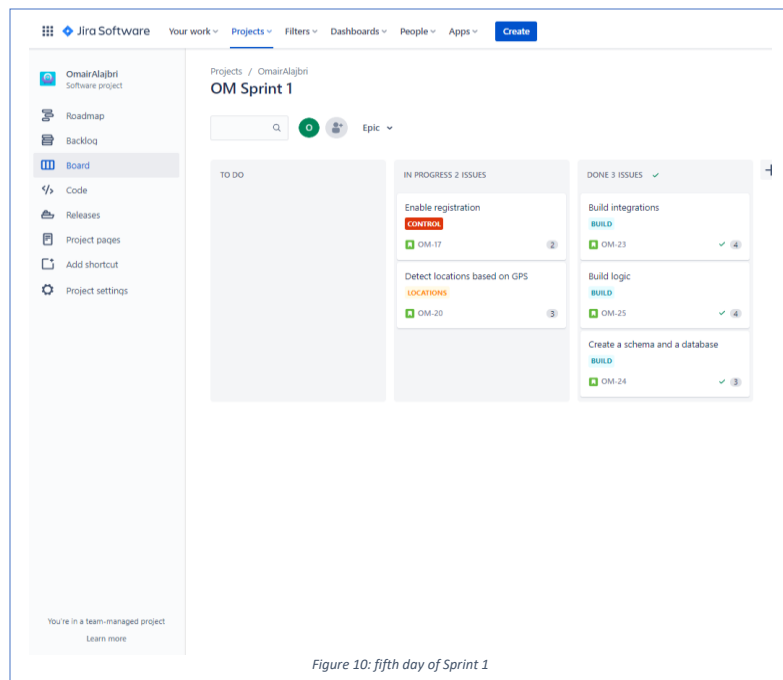 Jira Software Your work Projects Filters Dashboards People Apps Create
OmairAlajbri
Software project
Roadmap
Backlog
Board
Code
Releases
Project pages
Add shortcut
Project settings
You're in a team-managed project
Learn more
Projects / OmairAlajbri
OM Sprint 1
O Epic
TO DO
IN PROGRESS 2 ISSUES
Enable registration
CONTROL
OM-17 2
Detect locations based on GPS
LOCATIONS
OM-20 3
DONE 3 ISSUES
Build integrations
BUILD
OM-23 4
Build logic
BUILD
OM-25 4
Create a schema and a database
BUILD
OM-24 3
Figure 10: fifth day of Sprint 1